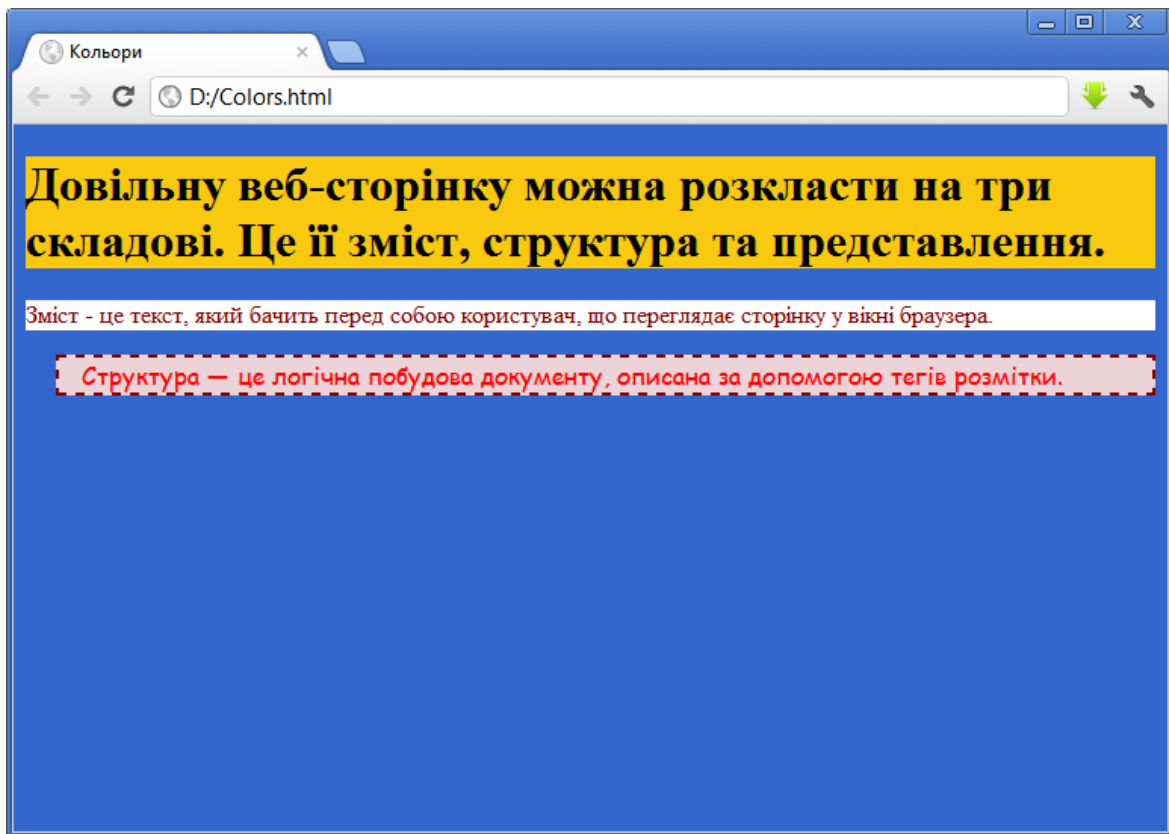 Кольори
D:/Colors.html
Довільну веб-сторінку можна розкласти на три
складові. Це її зміст, структура та представлення.
Зміст - це текст, який бачить перед собою користувач, що переглядає сторінку у вікні браузера.
Структура — це логічна побудова документу, описана за допомогою тегів розмітки.